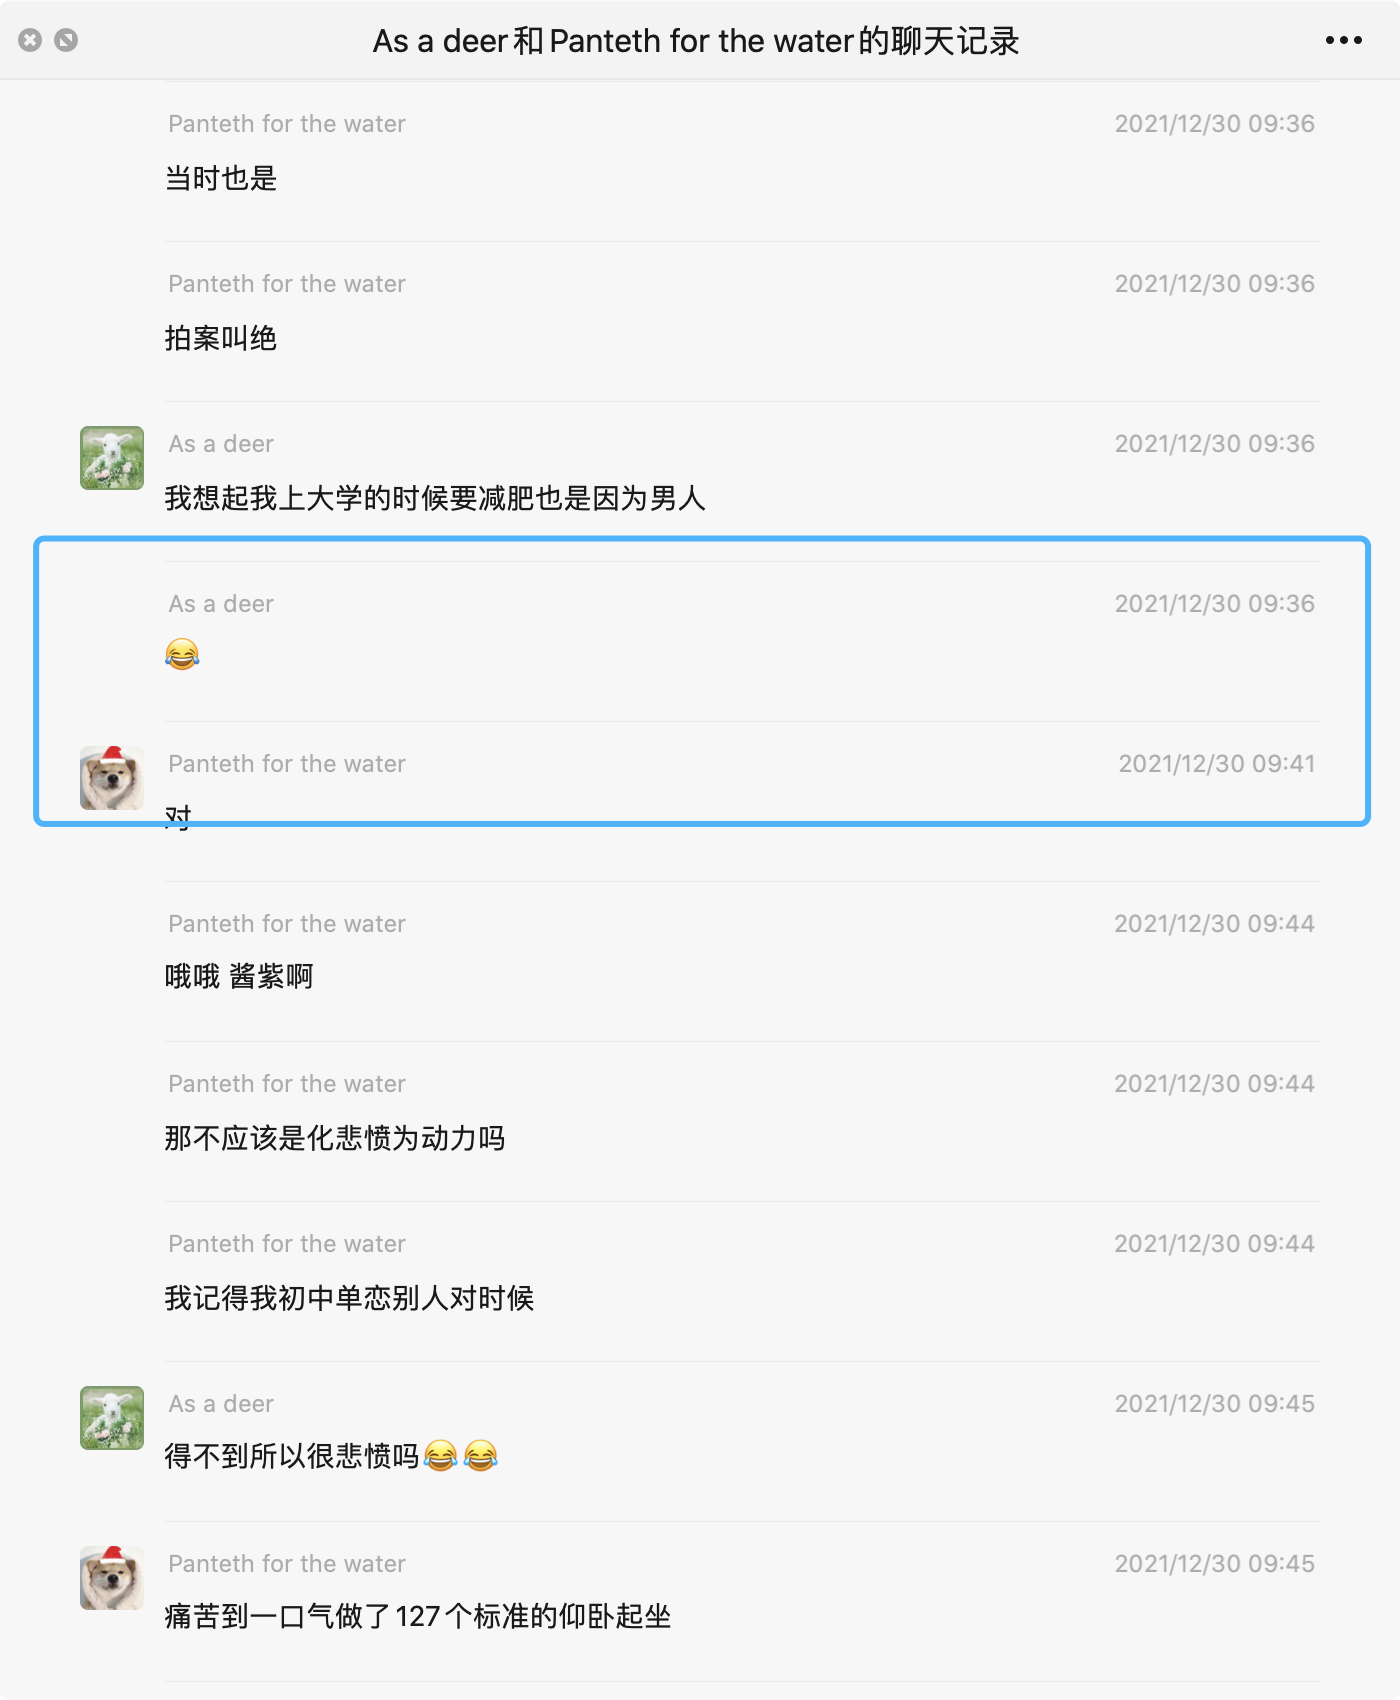 As a deer和Panteth for the water的聊天记录
Panteth for the water 2021/12/30 09:36
当时也是
Panteth for the water 2021/12/30 09:36
拍案叫绝
As a deer 2021/12/30 09:36
我想起我上大学的时候要减肥也是因为男人
As a deer 2021/12/30 09:36
😂
Panteth for the water 2021/12/30 09:41
对
Panteth for the water 2021/12/30 09:44
哦哦 酱紫啊
Panteth for the water 2021/12/30 09:44
那不应该是化悲愤为动力吗
Panteth for the water 2021/12/30 09:44
我记得我初中单恋别人对时候
As a deer 2021/12/30 09:45
得不到所以很悲愤吗😂😂
Panteth for the water 2021/12/30 09:45
痛苦到一口气做了127个标准的仰卧起坐